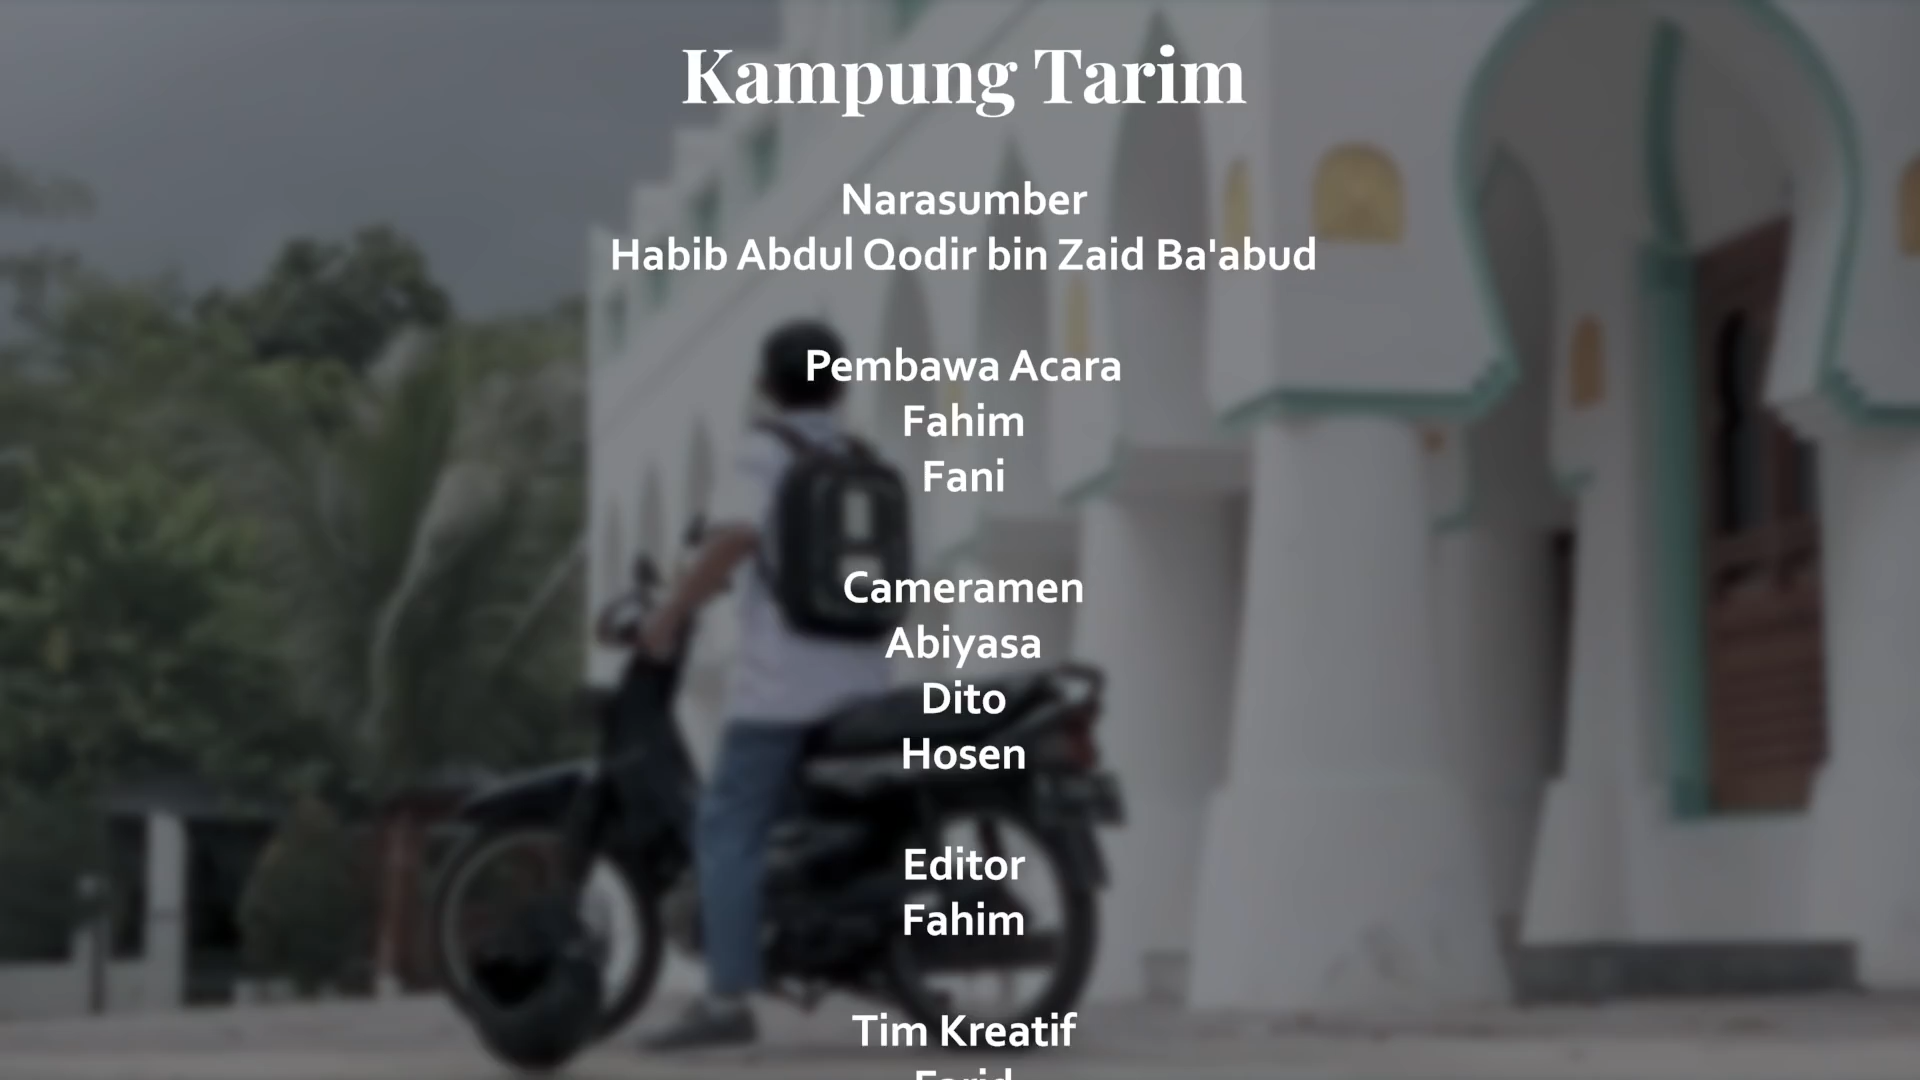 Kampung Tarim
Narasumber
Habib Abdul Qodir bin Zaid Ba'abud
Pembawa Acara
Fahim
Fani
Cameramen
Abiyasa
Dito
Hosen
Editor
Fahim
Tim Kreatif
Farid